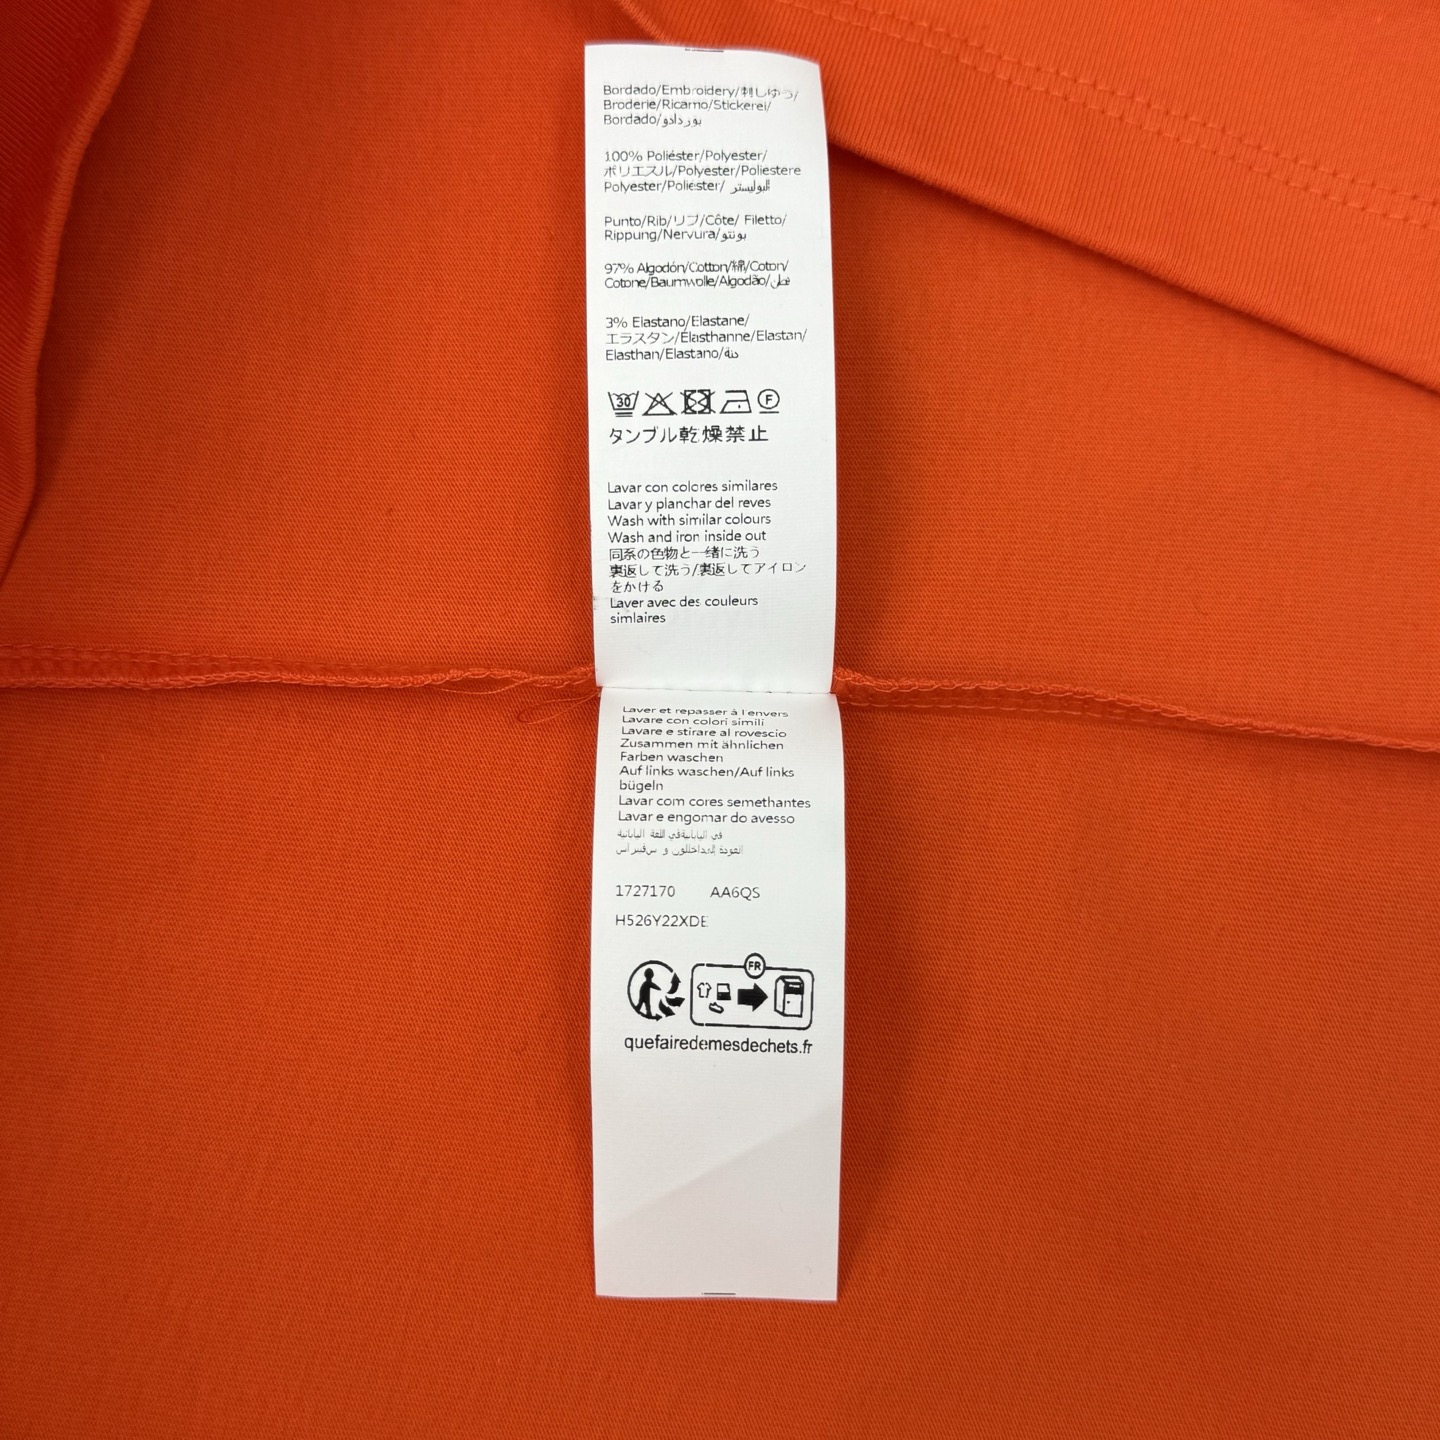 Bordado/Embroidery/刺しゅう/
Broderie/Ricamo/Stickerei/
Bordado/بوردادو
100% Poliéster/Polyester/
ポリエスル/Polyester/Poliestere
Polyester/Poliester/ البوليستر
Punto/Rib/リブ/Côte/ Filetto/
Rippung/Nervura/بونتو
97% Algodón/Cotton/綿/Coton/
Cotone/Baumwolle/Algodão/قطن
3% Elastano/Elastane/
エラスタン/Élasthanne/Elastan/
Elasthan/Elastano/
30 F
タンブル乾燥禁止
Lavar con colores similares
Lavar y planchar del reves
Wash with similar colours
Wash and iron inside out
同系の色物と一緒に洗う
裏返して洗う/裏返してアイロン
をかける
Laver avec des couleurs
simlaires
Laver et repasser à l'envers
Lavare con colori simili
Lavare e stirare al rovescio
Zusammen mit ähnlichen
Farben waschen
Auf links waschen/Auf links
bügeln
Lavar com cores semethantes
Lavar e engomar do avesso
في اليابانيةفي اللغة اليابانية
1727170 AA6QS
H526Y22XDE
FR
quefairedemesdechets.fr